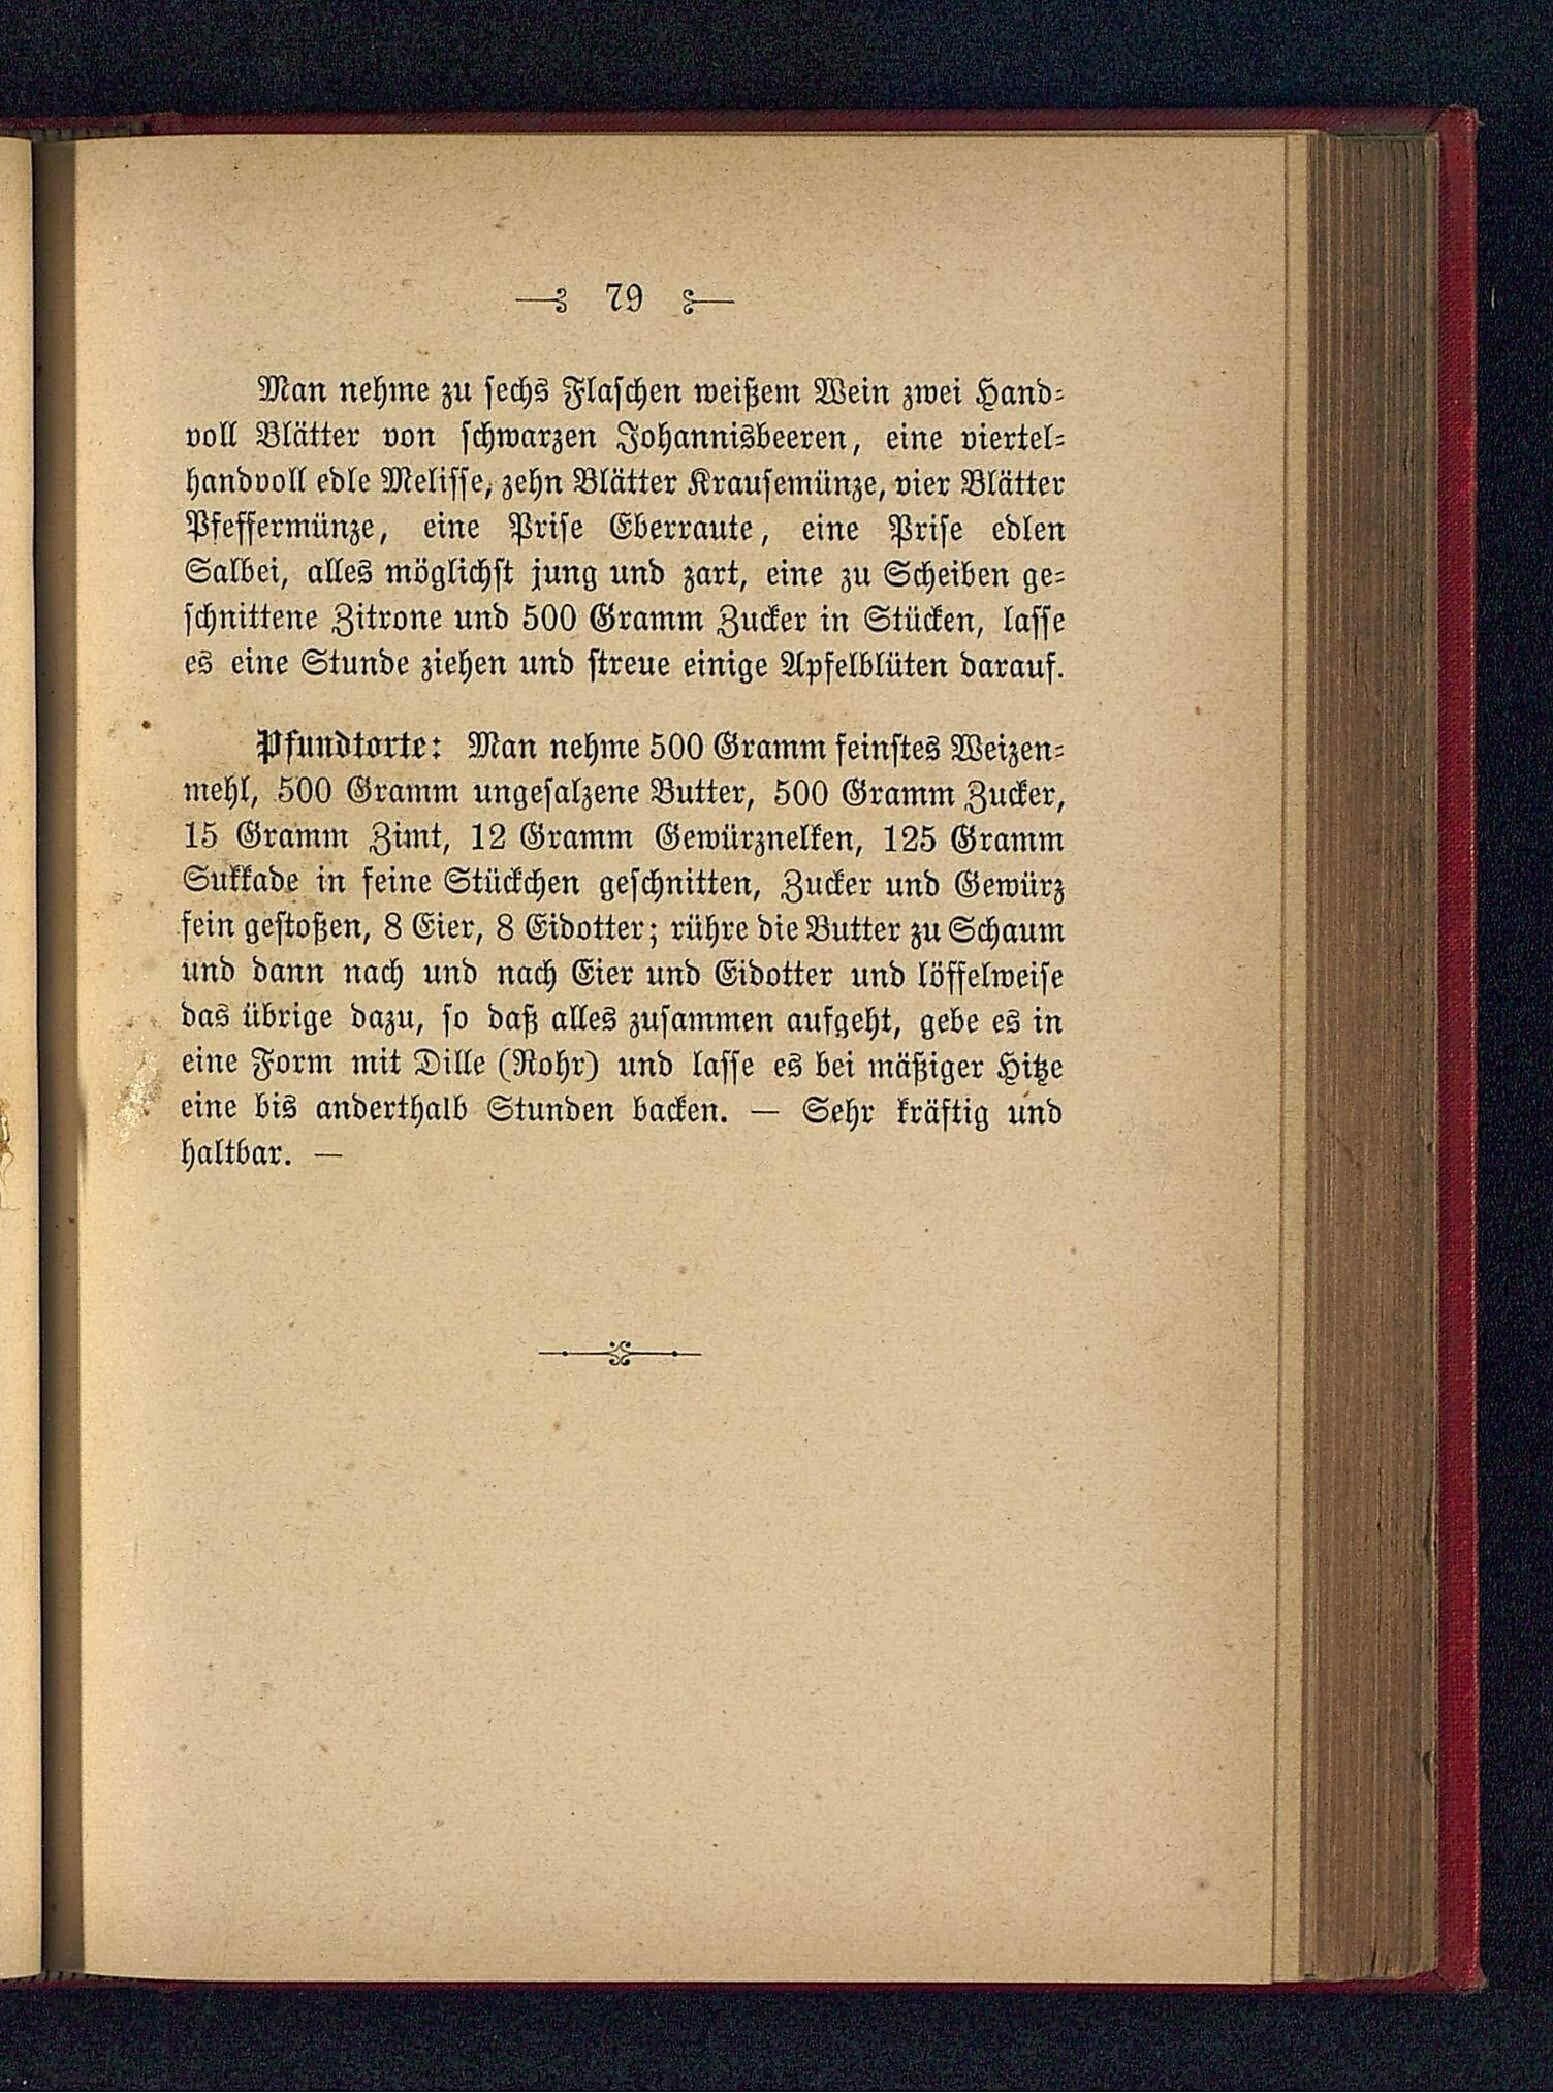 79
Man nehme zu sechs Flaschen weißem Wein zwei Hand-
voll Blätter von schwarzen Johannisbeeren, eine viertel-
handvoll edle Melisse, zehn Blätter Krausemünze, vier Blätter
Pfeffermünze, eine Prise Eberraute, eine Prise edlen
Salbei, alles möglichst jung und zart, eine zu Scheiben ge-
schnittene Zitrone und 500 Gramm Zucker in Stücken, lasse
es eine Stunde ziehen und streue einige Apfelblüten darauf.
Pfundtorte: Man nehme 500 Gramm feinstes Weizen-
mehl, 500 Gramm ungesalzene Butter, 500 Gramm Zucker,
15 Gramm Zimt, 12 Gramm Gewürznelken, 125 Gramm
Sukkade in feine Stückchen geschnitten, Zucker und Gewürz
fein gestoßen, 8 Eier, 8 Eidotter; rühre die Butter zu Schaum
und dann nach und nach Eier und Eidotter und löffelweise
das übrige dazu, so daß alles zusammen aufgeht, gebe es in
eine Form mit Dille (Rohr) und lasse es bei mäßiger Hitze
eine bis anderthalb Stunden backen. — Sehr kräftig und
haltbar. —